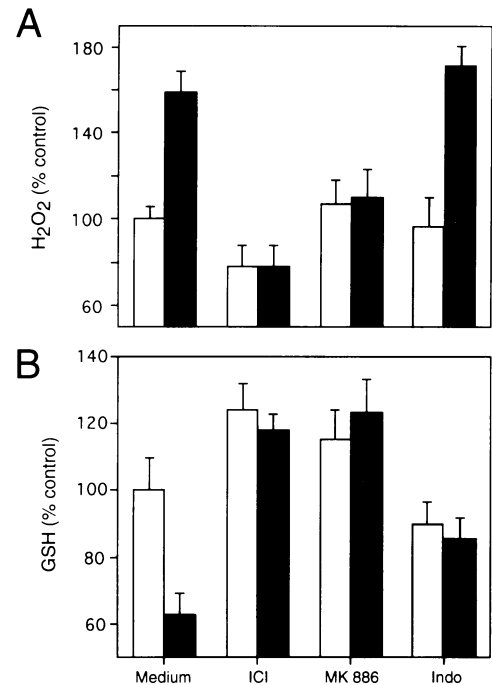 A
H2O2 (% control)
180
140
100
60
B
GSH (% control)
140
120
100
80
60
Medium ICI MK 886 Indo